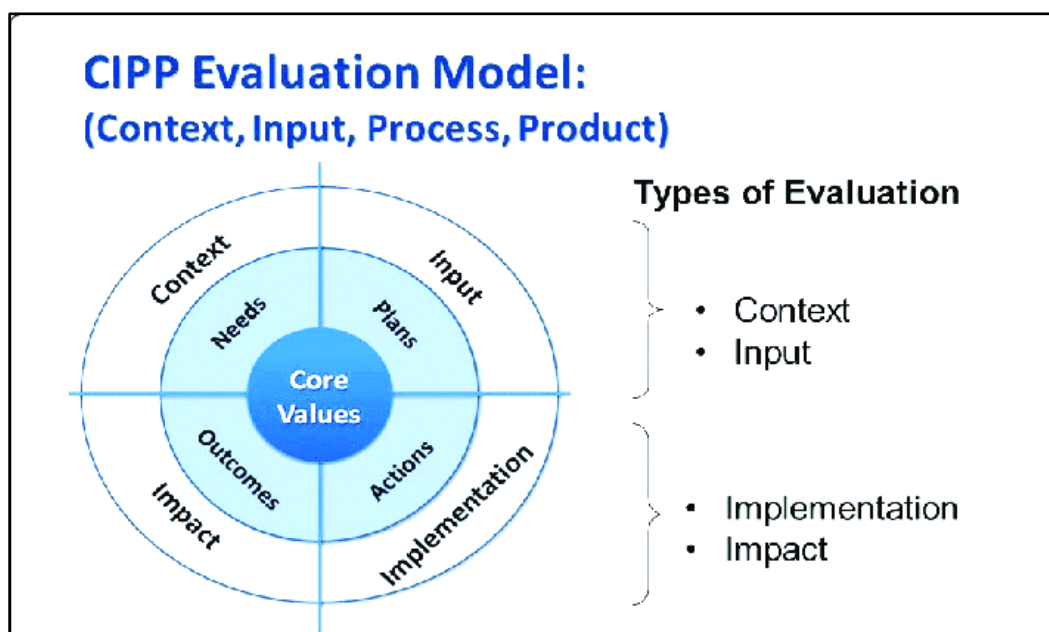 CIPP Evaluation Model:
(Context, Input, Process, Product)
Types of Evaluation
Context
Input
Needs
Plans
Core
Values
Outcomes
Actions
Impact
Implementation
• Context
• Input
• Implementation
• Impact